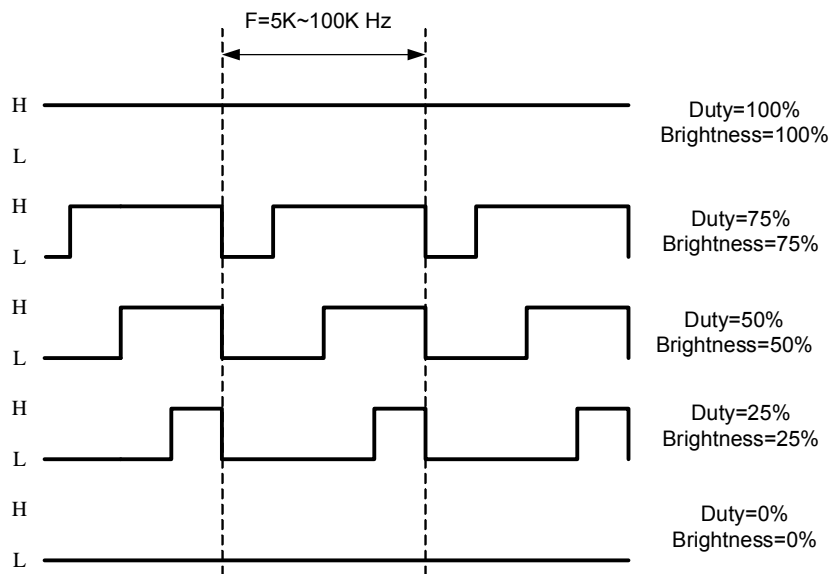 F=5K~100K Hz
H
L
Duty=100%
Brightness=100%
H
L
Duty=75%
Brightness=75%
H
L
Duty=50%
Brightness=50%
H
L
Duty=25%
Brightness=25%
H
L
Duty=0%
Brightness=0%